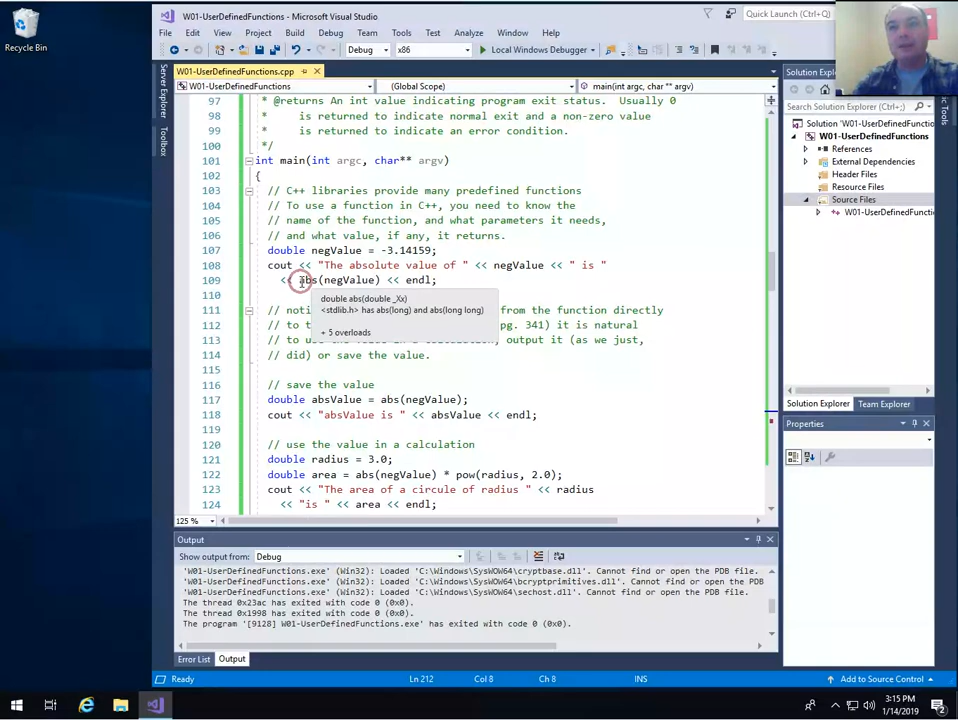 Recycle Bin
W01-UserDefinedFunctions - Microsoft Visual Studio
Quick Launch (Ctrl+Q)
File Edit View Project Build Debug Team Tools Test Analyze Window Help
Debug x86 Local Windows Debugger
W01-UserDefinedFunctions.cpp
W01-UserDefinedFunctions (Global Scope) main(int argc, char ** argv)
Server Explorer
Toolbox
97 * @returns An int value indicating program exit status. Usually 0
98 * is returned to indicate normal exit and a non-zero value
99 * is returned to indicate an error condition.
100 */
101 int main(int argc, char** argv)
102 {
103 // C++ libraries provide many predefined functions
104 // To use a function in C++, you need to know the
105 // name of the function, and what parameters it needs,
106 // and what value, if any, it returns.
107 double negValue = -3.14159;
108 cout << "The absolute value of " << negValue << " is "
109 << abs(negValue) << endl;
110
double abs(double _Xx)
<stdlib.h> has abs(long) and abs(long long)
+ 5 overloads
111 // from the function directly
112 // to pg. 341) it is natural
113 // to output it (as we just,
114 // did) or save the value.
115
116 // save the value
117 double absValue = abs(negValue);
118 cout << "absValue is " << absValue << endl;
119
120 // use the value in a calculation
121 double radius = 3.0;
122 double area = abs(negValue) * pow(radius, 2.0);
123 cout << "The area of a circule of radius " << radius
124 << "is " << area << endl;
125 %
Output
Show output from: Debug
'W01-UserDefinedFunctions.exe' (Win32): Loaded 'C:\Windows\SysWOW64\cryptbase.dll'. Cannot find or open the PDB file.
'W01-UserDefinedFunctions.exe' (Win32): Loaded 'C:\Windows\SysWOW64\bcryptprimitives.dll'. Cannot find or open the PDB
'W01-UserDefinedFunctions.exe' (Win32): Loaded 'C:\Windows\SysWOW64\sechost.dll'. Cannot find or open the PDB file.
The thread 0x23ac has exited with code 0 (0x0).
The thread 0x1998 has exited with code 0 (0x0).
The program '[9128] W01-UserDefinedFunctions.exe' has exited with code 0 (0x0).
Error List Output
Solution Explorer
Search Solution Explorer (Ctrl+;)
Solution 'W01-UserDefinedFuncti
W01-UserDefinedFunctions
References
External Dependencies
Header Files
Resource Files
Source Files
W01-UserDefinedFunct
Solution Explorer Team Explorer
Properties
Ready Ln 212 Col 8 Ch 8 INS Add to Source Control
3:15 PM
1/14/2019
2